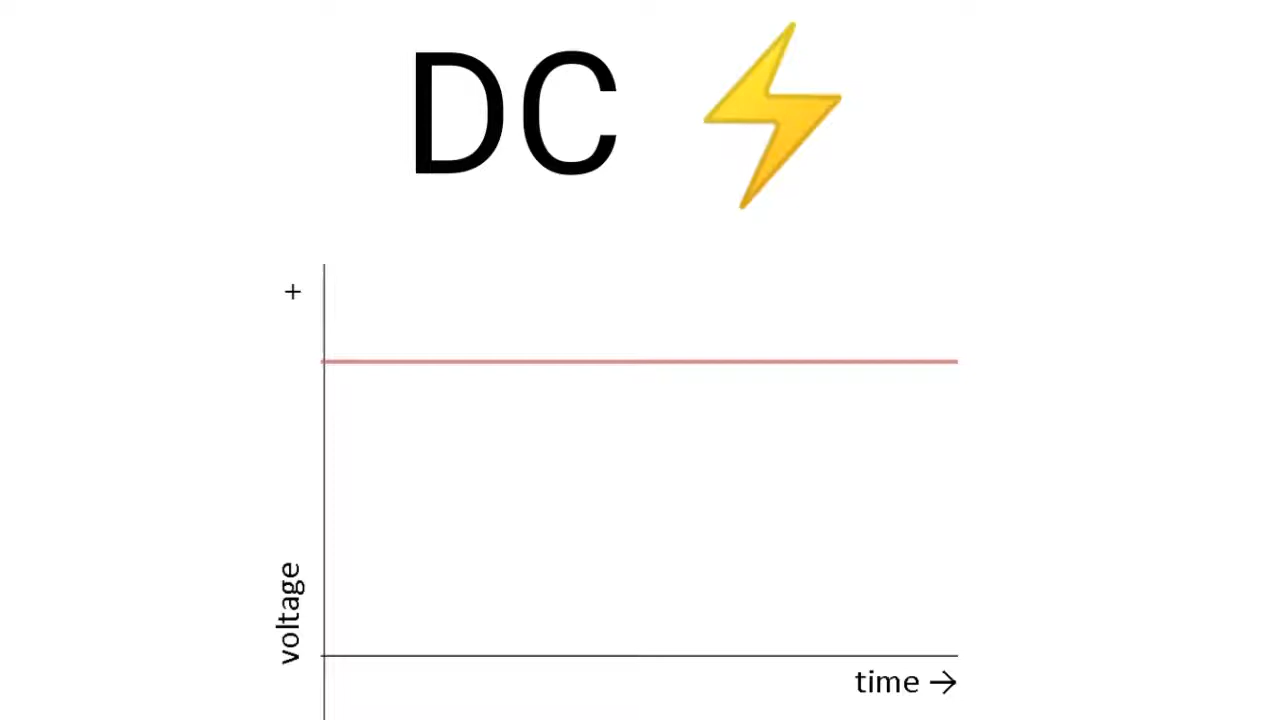 DC ⚡
+
voltage
time →